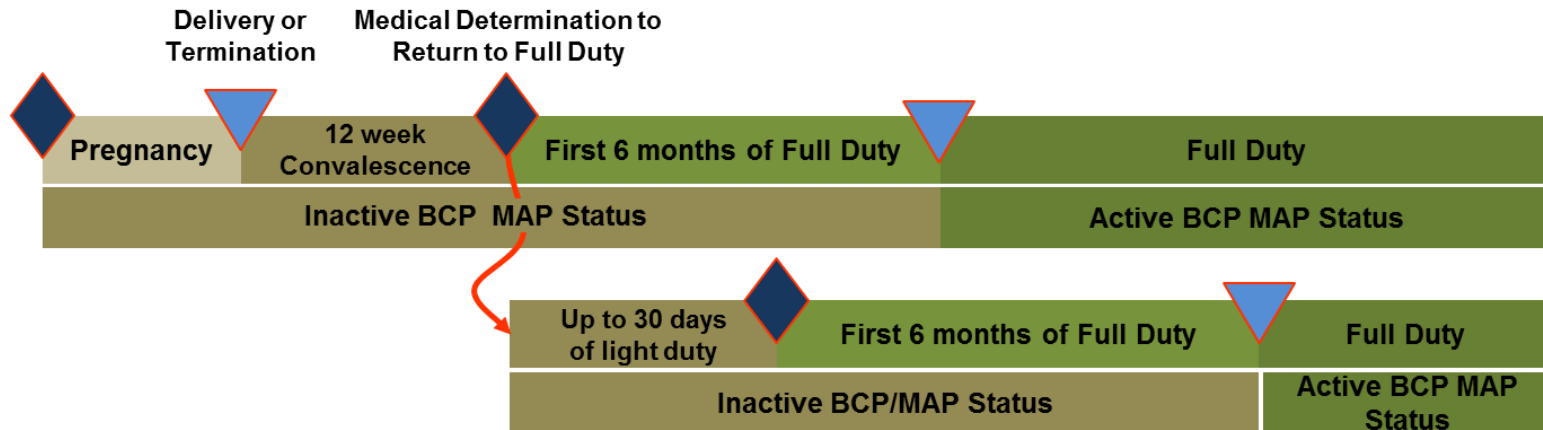 Delivery or
Termination
Medical Determination to
Return to Full Duty
Pregnancy
12 week
Convalescence
First 6 months of Full Duty
Full Duty
Inactive BCP  MAP Status
Active BCP MAP Status
Up to 30 days
of light duty
First 6 months of Full Duty
Full Duty
Inactive BCP/MAP Status
Active BCP MAP
Status